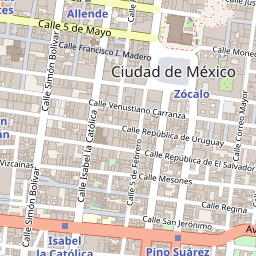 Allende
Calle 5 de Mayo
Calle Francisco I. Madero
Ciudad de México
Zócalo
Calle Simón Bolívar
Calle Isabel la Católica
Calle Venustiano Carranza
Calle República de Uruguay
Calle Correo Mayor
Calle República de El Salvador
Vizcaínas
Calle 5 de Febrero
Calle Mesones
Calle Simón Bolívar
Calle Regina
Calle San Jerónimo
Isabel
la Católica
Pino Suárez